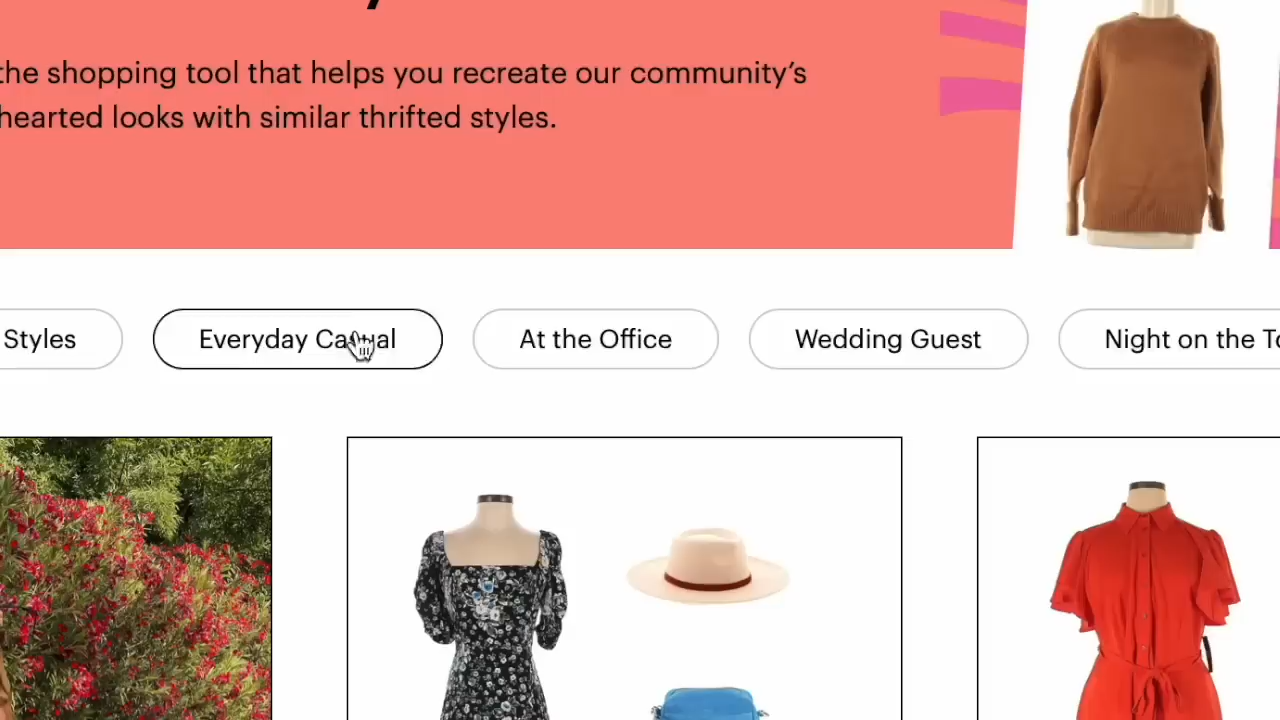 the shopping tool that helps you recreate our community's
hearted looks with similar thrifted styles.
Styles
Everyday Casual
At the Office
Wedding Guest
Night on the